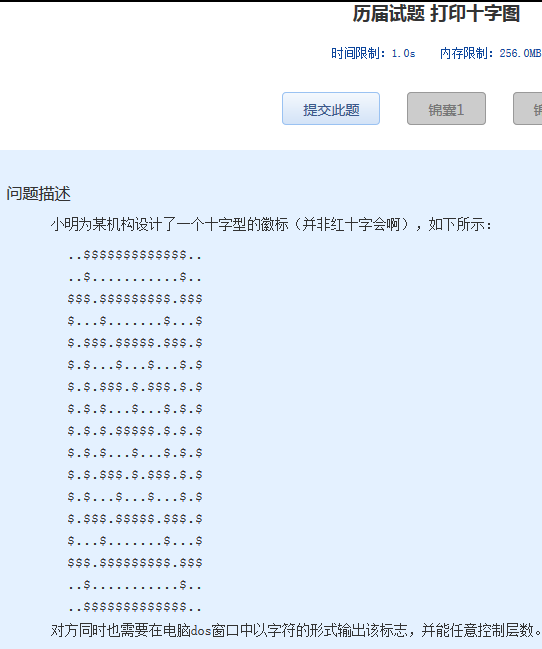 历届试题 打印十字图
时间限制：1.0s 内存限制：256.0MB
提交此题 锦囊1
问题描述
小明为某机构设计了一个十字型的徽标（并非红十字会啊），如下所示：
..$$$$$$$$$$$$$..
..$...........$..
$$$.$$$$$$$$$.$$$
$...$.......$...$
$.$$$.$$$$$.$$$.$
$.$...$...$...$.$
$.$.$$$.$.$$$.$.$
$.$.$...$...$.$.$
$.$.$.$$$$$.$.$.$
$.$.$...$...$.$.$
$.$.$$$.$.$$$.$.$
$.$...$...$...$.$
$.$$$.$$$$$.$$$.$
$...$.......$...$
$$$.$$$$$$$$$.$$$
..$...........$..
..$$$$$$$$$$$$$..
对方同时也需要在电脑dos窗口中以字符的形式输出该标志，并能任意控制层数。